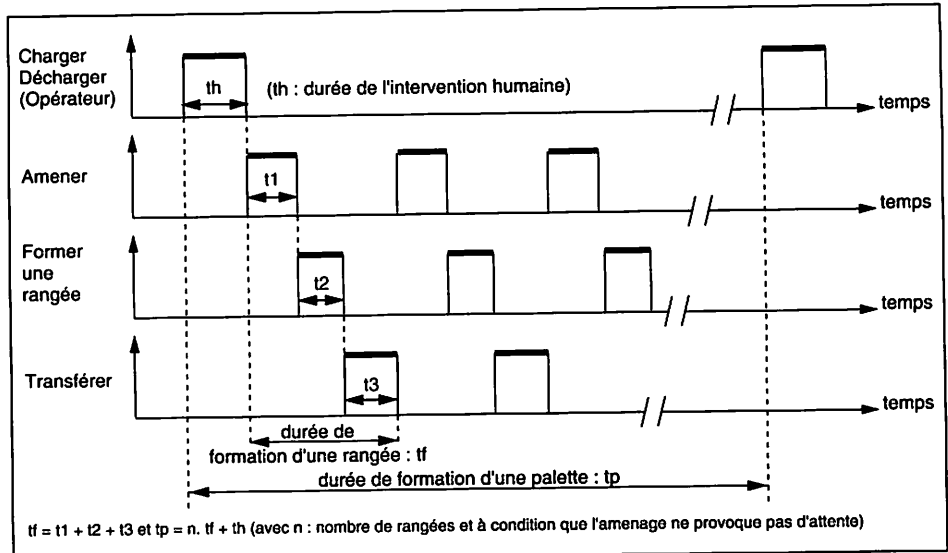 Charger
Décharger
(Opérateur)
th
(th : durée de l'intervention humaine)
temps
Amener
t1
temps
Former
une
rangée
t2
temps
Transférer
t3
temps
durée de
formation d'une rangée : tf
durée de formation d'une palette : tp
tf = t1 + t2 + t3 et tp = n. tf + th (avec n : nombre de rangées et à condition que l'amenage ne provoque pas d'attente)